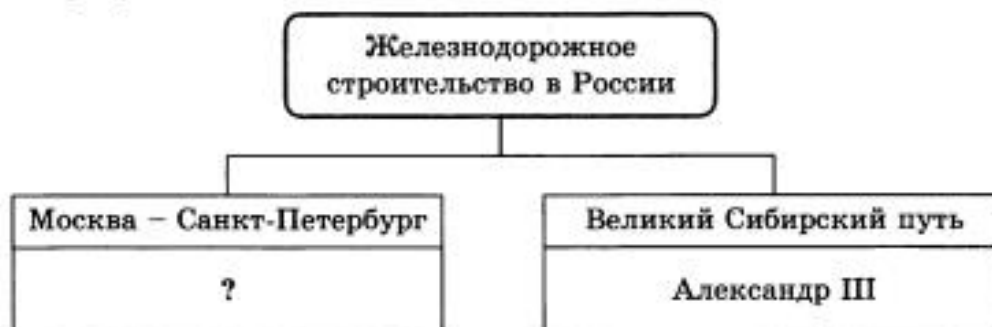 Железнодорожное
строительство в России
Москва – Санкт-Петербург
Великий Сибирский путь
?
Александр III